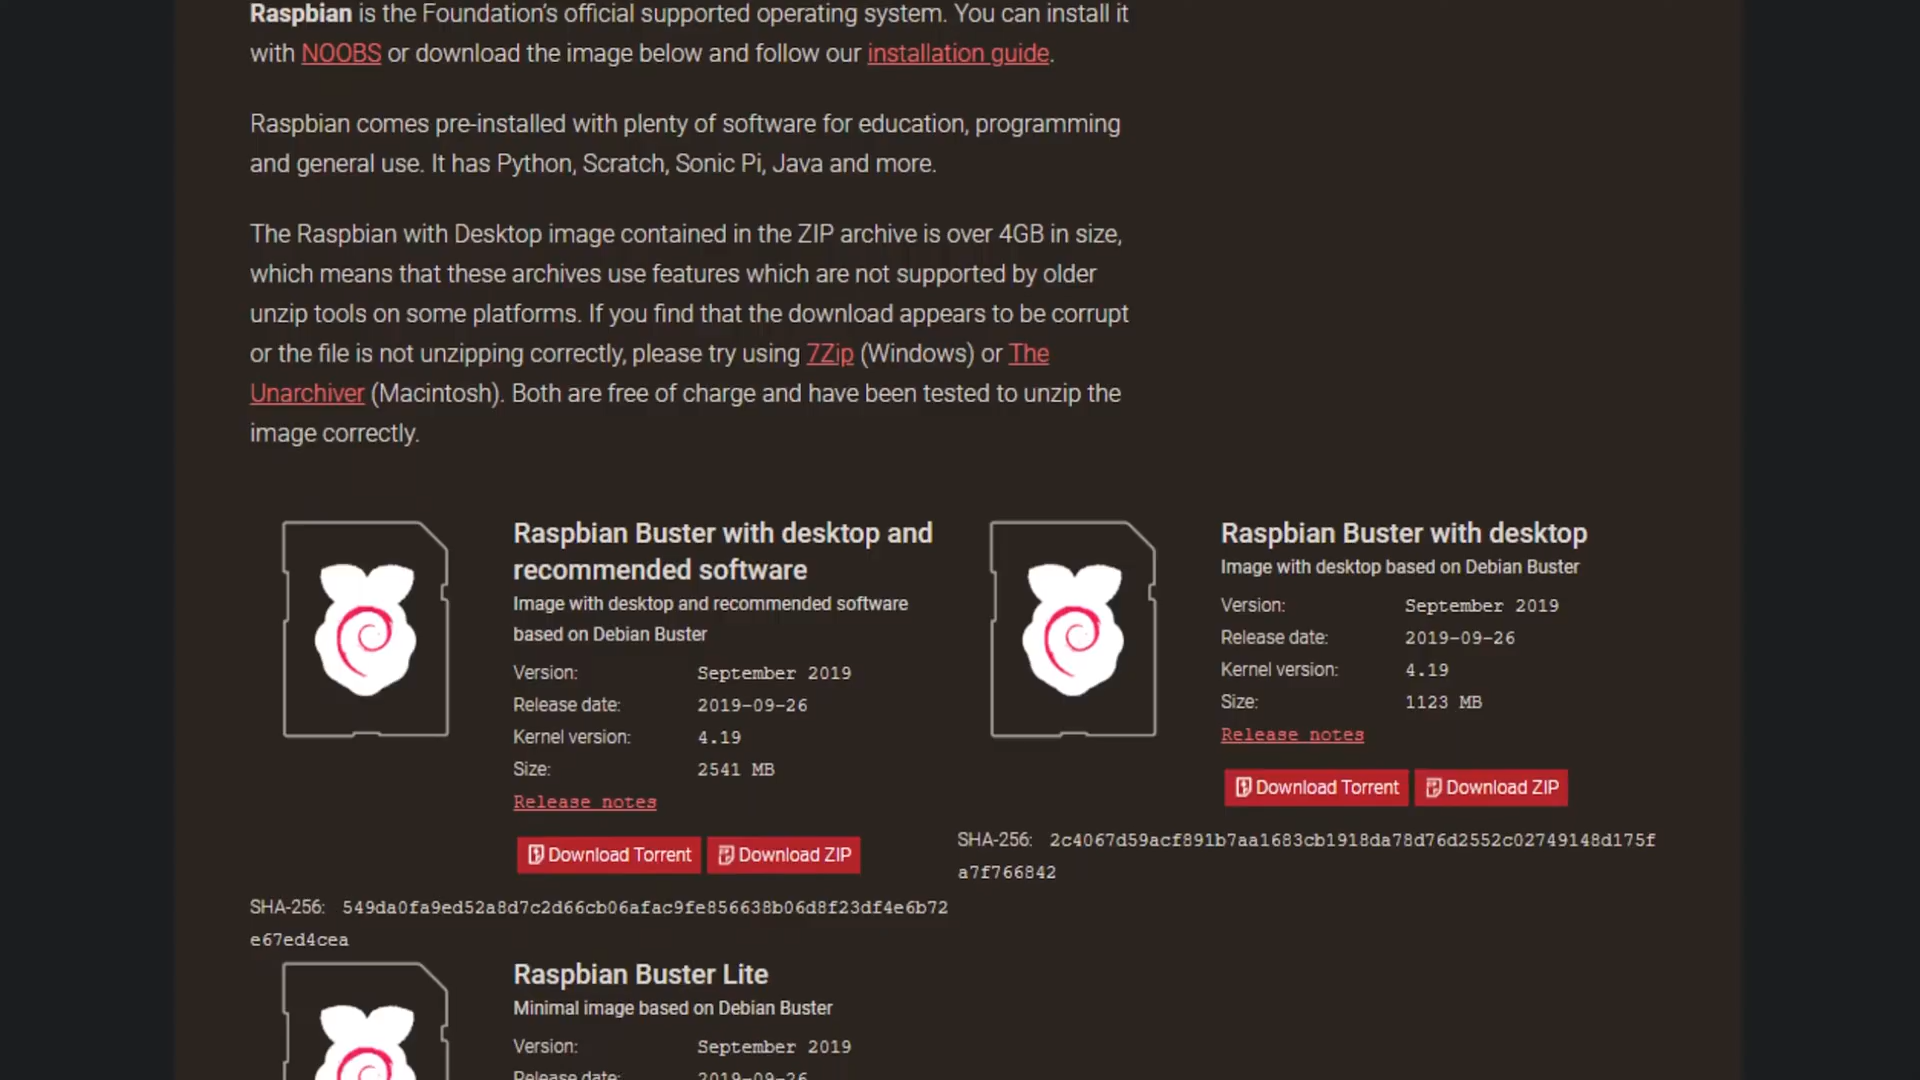 Raspbian is the Foundation's official supported operating system. You can install it
with NOOBS or download the image below and follow our installation guide.
Raspbian comes pre-installed with plenty of software for education, programming
and general use. It has Python, Scratch, Sonic Pi, Java and more.
The Raspbian with Desktop image contained in the ZIP archive is over 4GB in size,
which means that these archives use features which are not supported by older
unzip tools on some platforms. If you find that the download appears to be corrupt
or the file is not unzipping correctly, please try using 7Zip (Windows) or The
Unarchiver (Macintosh). Both are free of charge and have been tested to unzip the
image correctly.
Raspbian Buster with desktop and
recommended software
Image with desktop and recommended software
based on Debian Buster
Version: September 2019
Release date: 2019-09-26
Kernel version: 4.19
Size: 2541 MB
Release notes
Download Torrent Download ZIP
SHA-256: 549da0fa9ed52a8d7c2d66cb06afac9fe856638b06d8f23df4e6b72
e67ed4cea
Raspbian Buster with desktop
Image with desktop based on Debian Buster
Version: September 2019
Release date: 2019-09-26
Kernel version: 4.19
Size: 1123 MB
Release notes
Download Torrent Download ZIP
SHA-256: 2c4067d59acf891b7aa1683cb1918da78d76d2552c02749148d175f
a7f766842
Raspbian Buster Lite
Minimal image based on Debian Buster
Version: September 2019
Release date: 2019-09-26